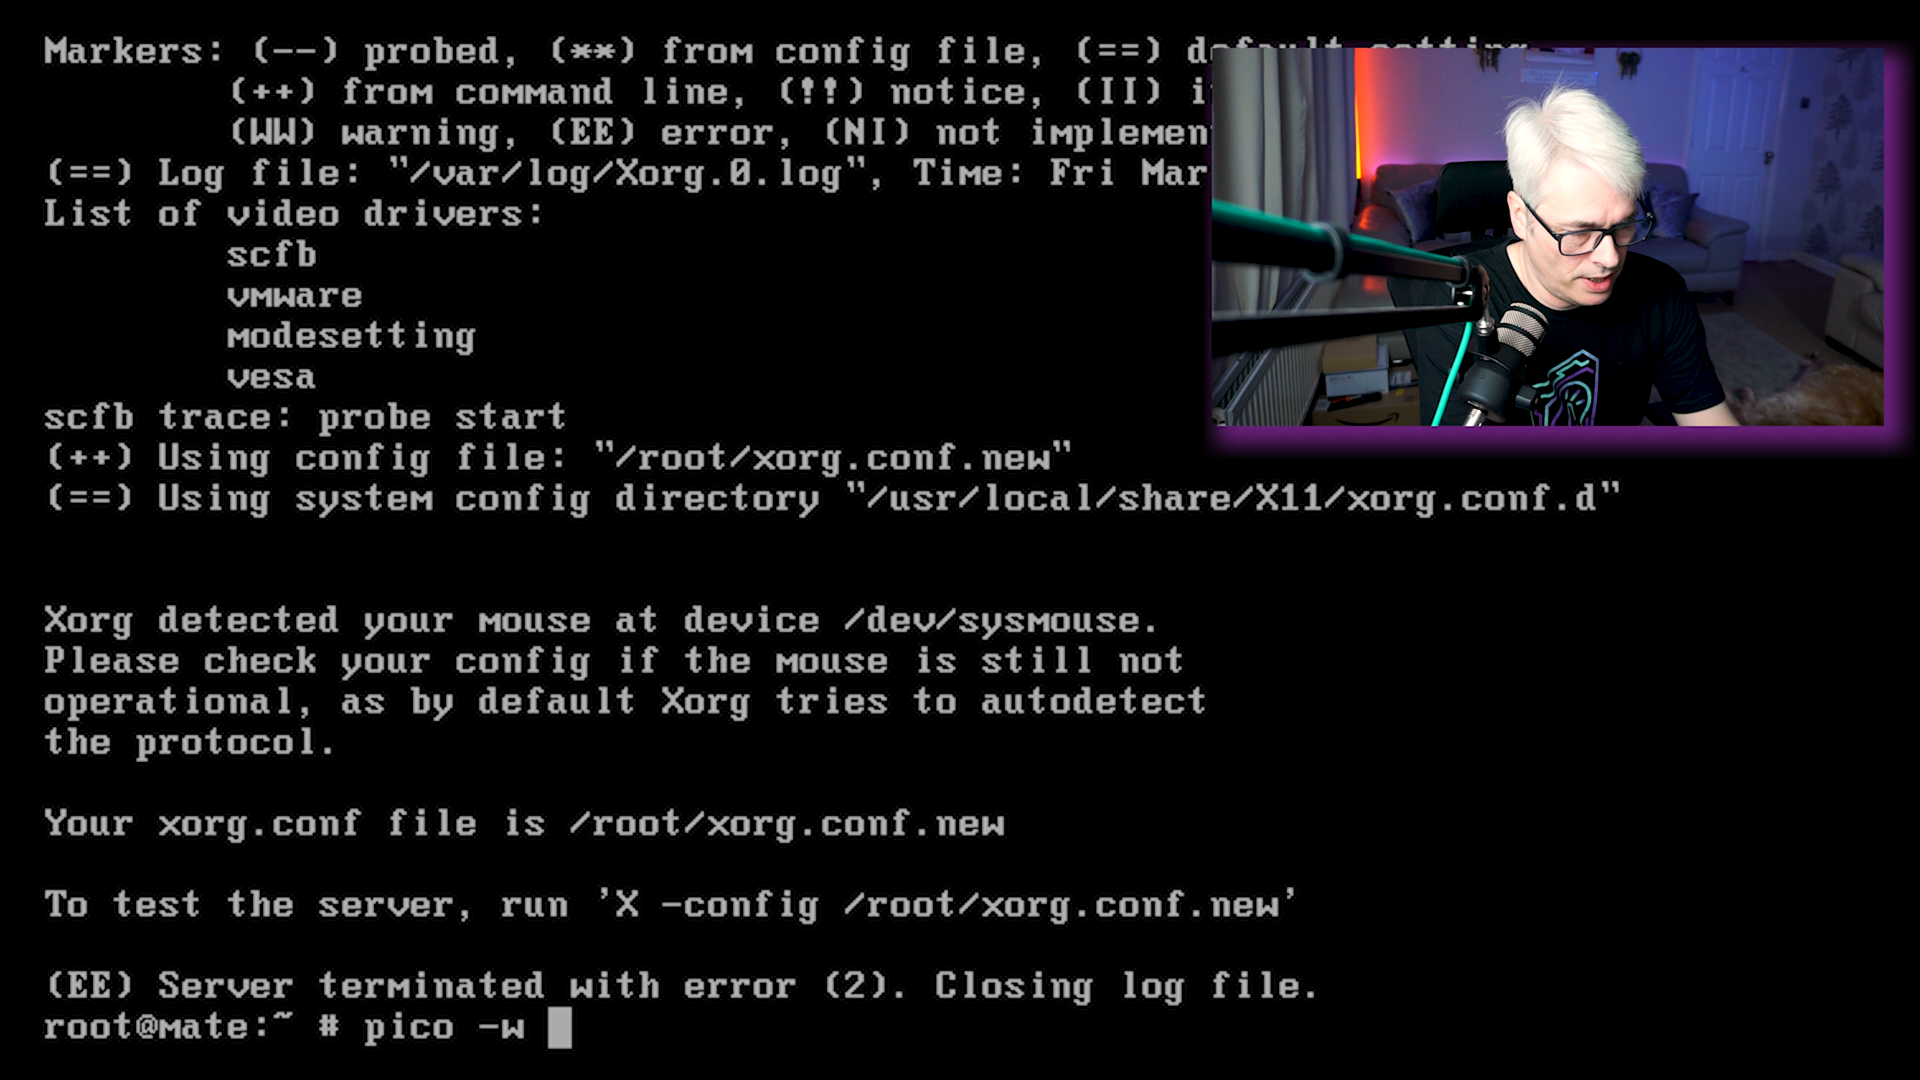 Markers: (--) probed, (**) from config file, (==) default setting
(++) from command line, (!!) notice, (II)
(WW) warning, (EE) error, (NI) not implemen
(==) Log file: "/var/log/Xorg.0.log", Time: Fri Mar
List of video drivers:
scfb
vmware
modesetting
vesa
scfb trace: probe start
(++) Using config file: "/root/xorg.conf.new"
(==) Using system config directory "/usr/local/share/X11/xorg.conf.d"
Xorg detected your mouse at device /dev/sysmouse.
Please check your config if the mouse is still not
operational, as by default Xorg tries to autodetect
the protocol.
Your xorg.conf file is /root/xorg.conf.new
To test the server, run 'X -config /root/xorg.conf.new'
(EE) Server terminated with error (2). Closing log file.
root@mate:~ # pico -w